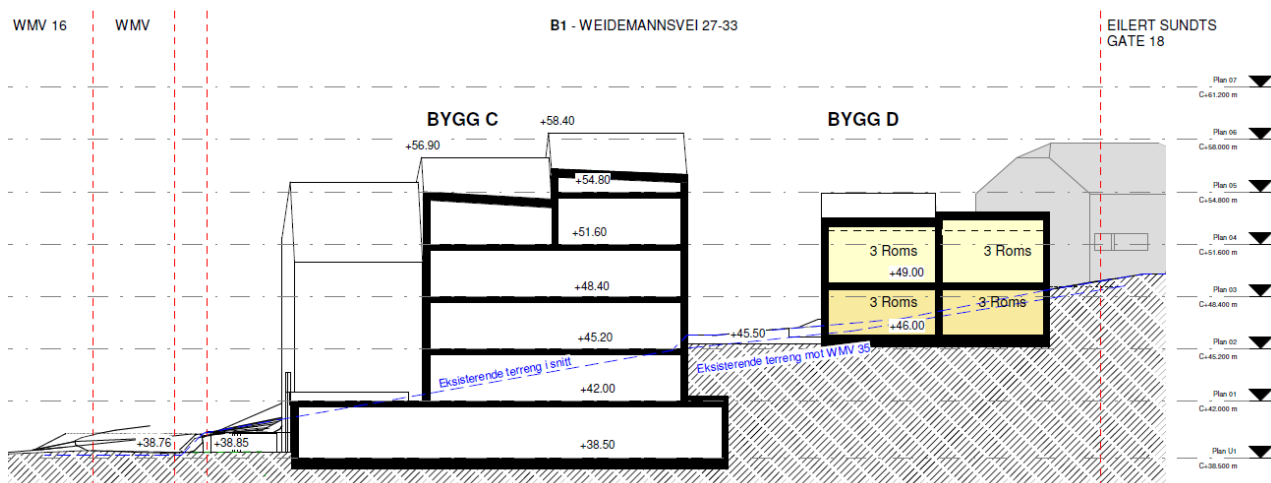 WMV 16
WMV
B1 - WEIDEMANNSVEI 27-33
EILERT SUNDTS
GATE 18
Plan 07
C+61.200 m
BYGG C
+58.40
BYGG D
Plan 06
C+58.000 m
+56.90
+54.80
Plan 05
C+54.800 m
+51.60
Plan 04
C+51.600 m
3 Roms
3 Roms
+49.00
+48.40
Plan 03
C+48.400 m
3 Roms
3 Roms
+46.00
+45.50
+45.20
Plan 02
C+45.200 m
Eksisterende terreng i snitt
Eksisterende terreng mot WMV 35
+42.00
Plan 01
C+42.000 m
+38.76
+38.85
+38.50
Plan U1
C+38.500 m